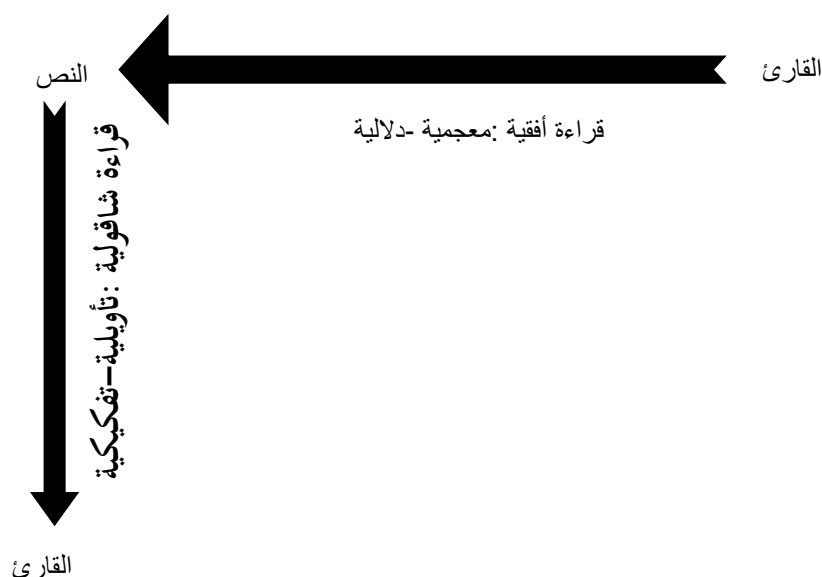 القارئ
النص
قراءة أفقية :معجمية -دلالية
قراءة شاقولية :تأويلية-تفكيكية
القارئ